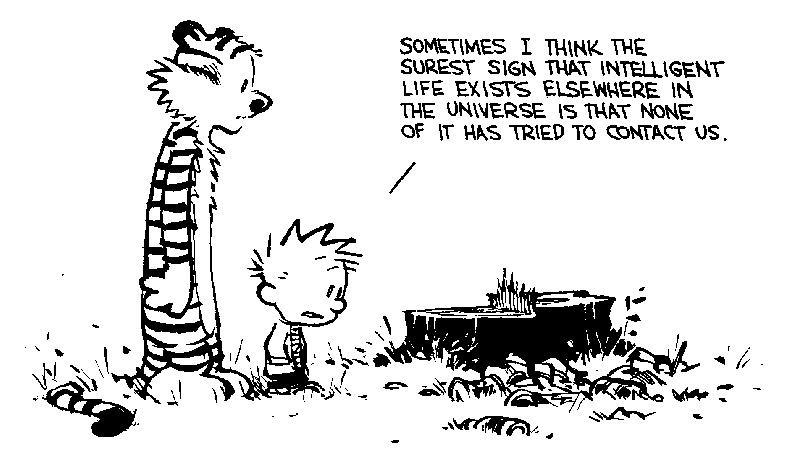 SOMETIMES I THINK THE
SUREST SIGN THAT INTELLIGENT
LIFE EXISTS ELSEWHERE IN
THE UNIVERSE IS THAT NONE
OF IT HAS TRIED TO CONTACT US.